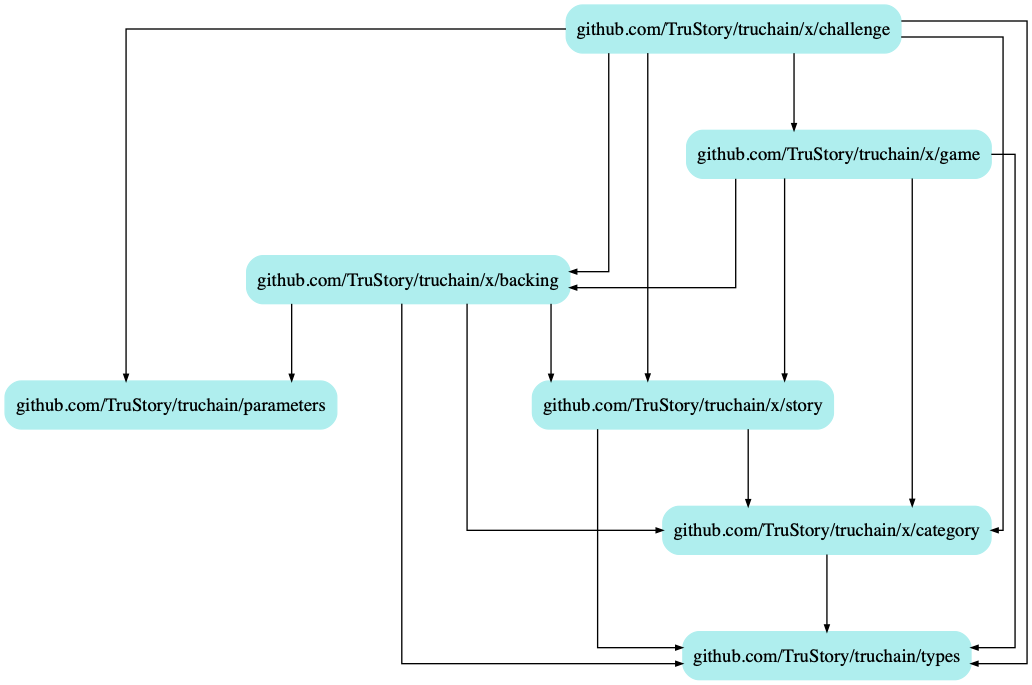 github.com/TruStory/truchain/x/challenge
github.com/TruStory/truchain/x/game
github.com/TruStory/truchain/x/backing
github.com/TruStory/truchain/parameters
github.com/TruStory/truchain/x/story
github.com/TruStory/truchain/x/category
github.com/TruStory/truchain/types